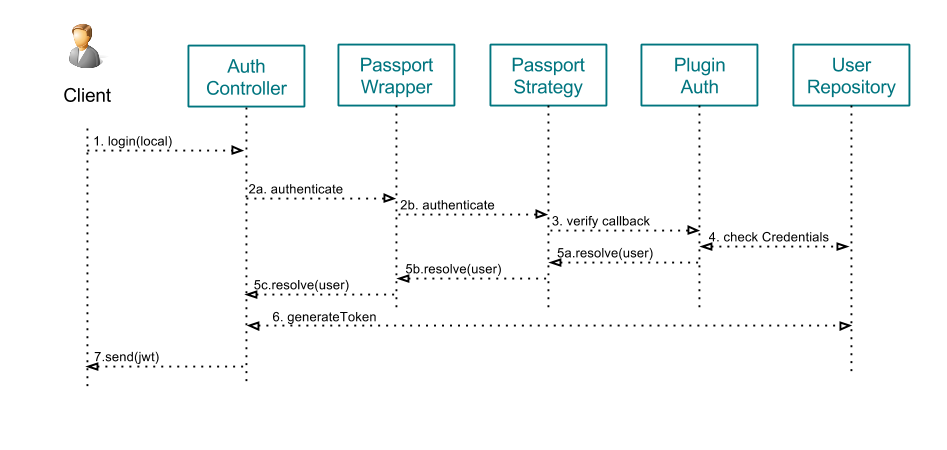 Client
Auth
Controller
Passport
Wrapper
Passport
Strategy
Plugin
Auth
User
Repository
1. login(local)
2a. authenticate
2b. authenticate
3. verify callback
4. check Credentials
5a.resolve(user)
5b.resolve(user)
5c.resolve(user)
6. generateToken
7.send(jwt)